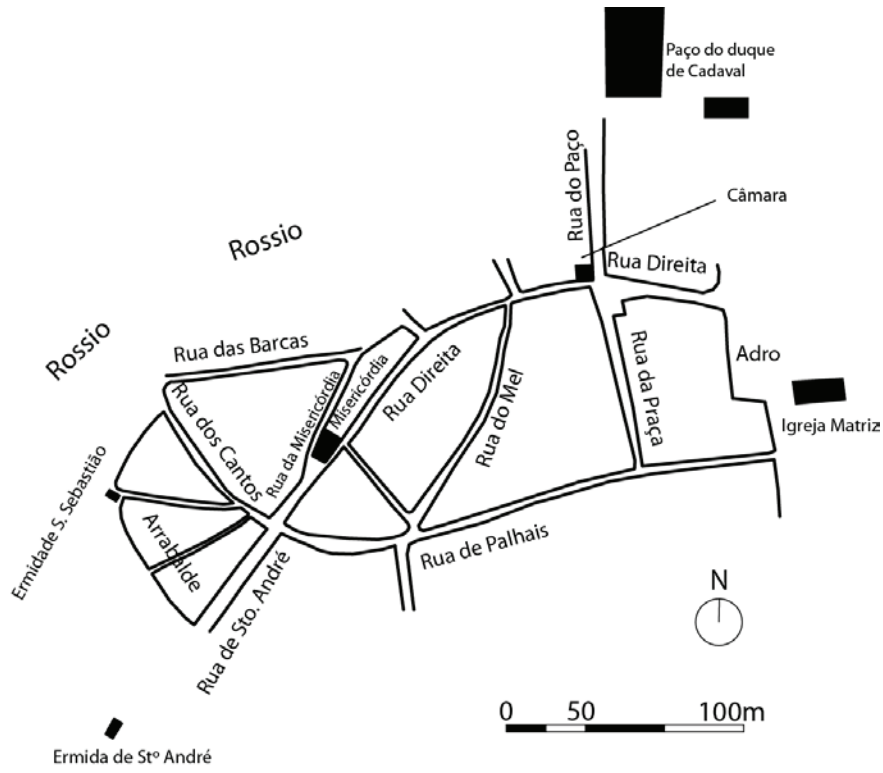 Paço do duque
de Cadaval
Rua do Paço
Câmara
Rossio
Rua Direita
Rossio
Rua das Barcas
Misericórdia
Rua Direita
Rua da Praça
Adro
Rua dos Cantos
Rua da Misericórdia
Rua do Mel
Igreja Matriz
Ermidade S. Sebastião
Arrabalde
Rua de Palhais
Rua de Sto. André
N
0 50 100m
Ermida de Stº André